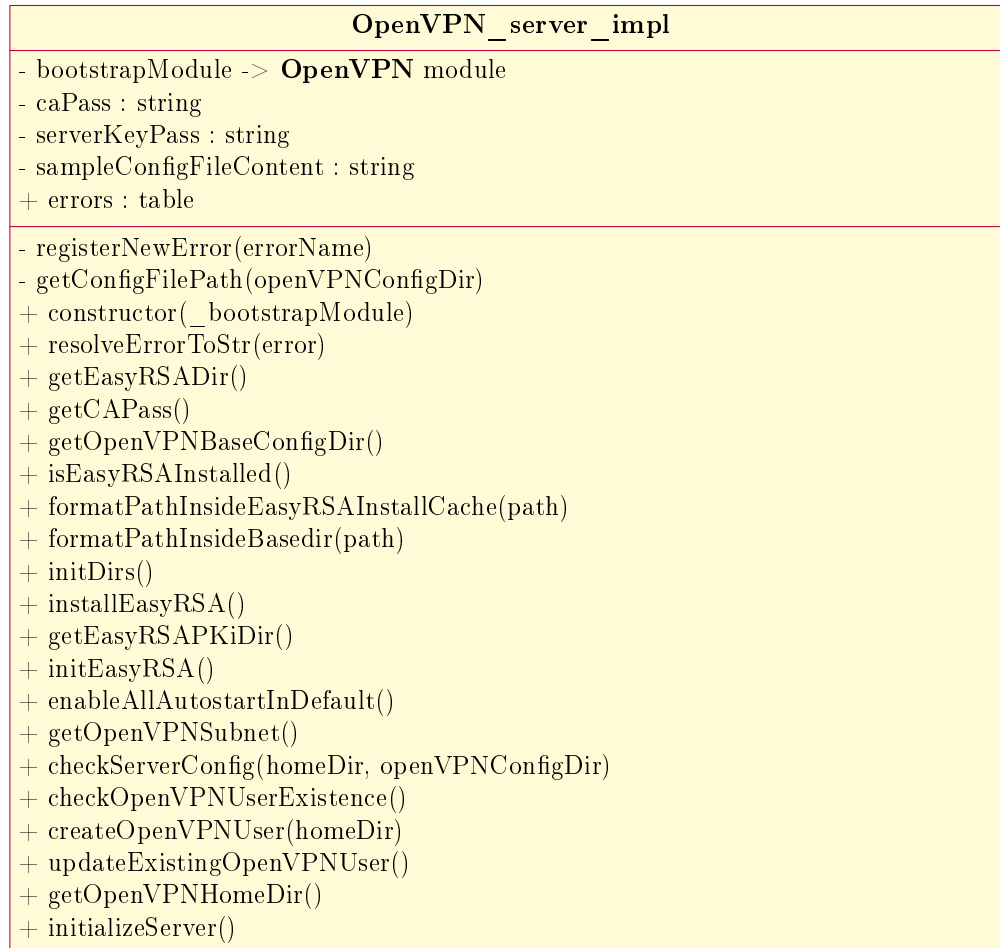 OpenVPN_server_impl
- bootstrapModule -> OpenVPN module
- caPass : string
- serverKeyPass : string
- sampleConfigFileContent : string
+ errors : table
- registerNewError(errorName)
- getConfigFilePath(openVPNConfigDir)
+ constructor(_bootstrapModule)
+ resolveErrorToStr(error)
+ getEasyRSADir()
+ getCAPass()
+ getOpenVPNBaseConfigDir()
+ isEasyRSAInstalled()
+ formatPathInsideEasyRSAInstallCache(path)
+ formatPathInsideBasedir(path)
+ initDirs()
+ installEasyRSA()
+ getEasyRSAPKiDir()
+ initEasyRSA()
+ enableAllAutostartInDefault()
+ getOpenVPNSubnet()
+ checkServerConfig(homeDir, openVPNConfigDir)
+ checkOpenVPNUserExistence()
+ createOpenVPNUser(homeDir)
+ updateExistingOpenVPNUser()
+ getOpenVPNHomeDir()
+ initializeServer()